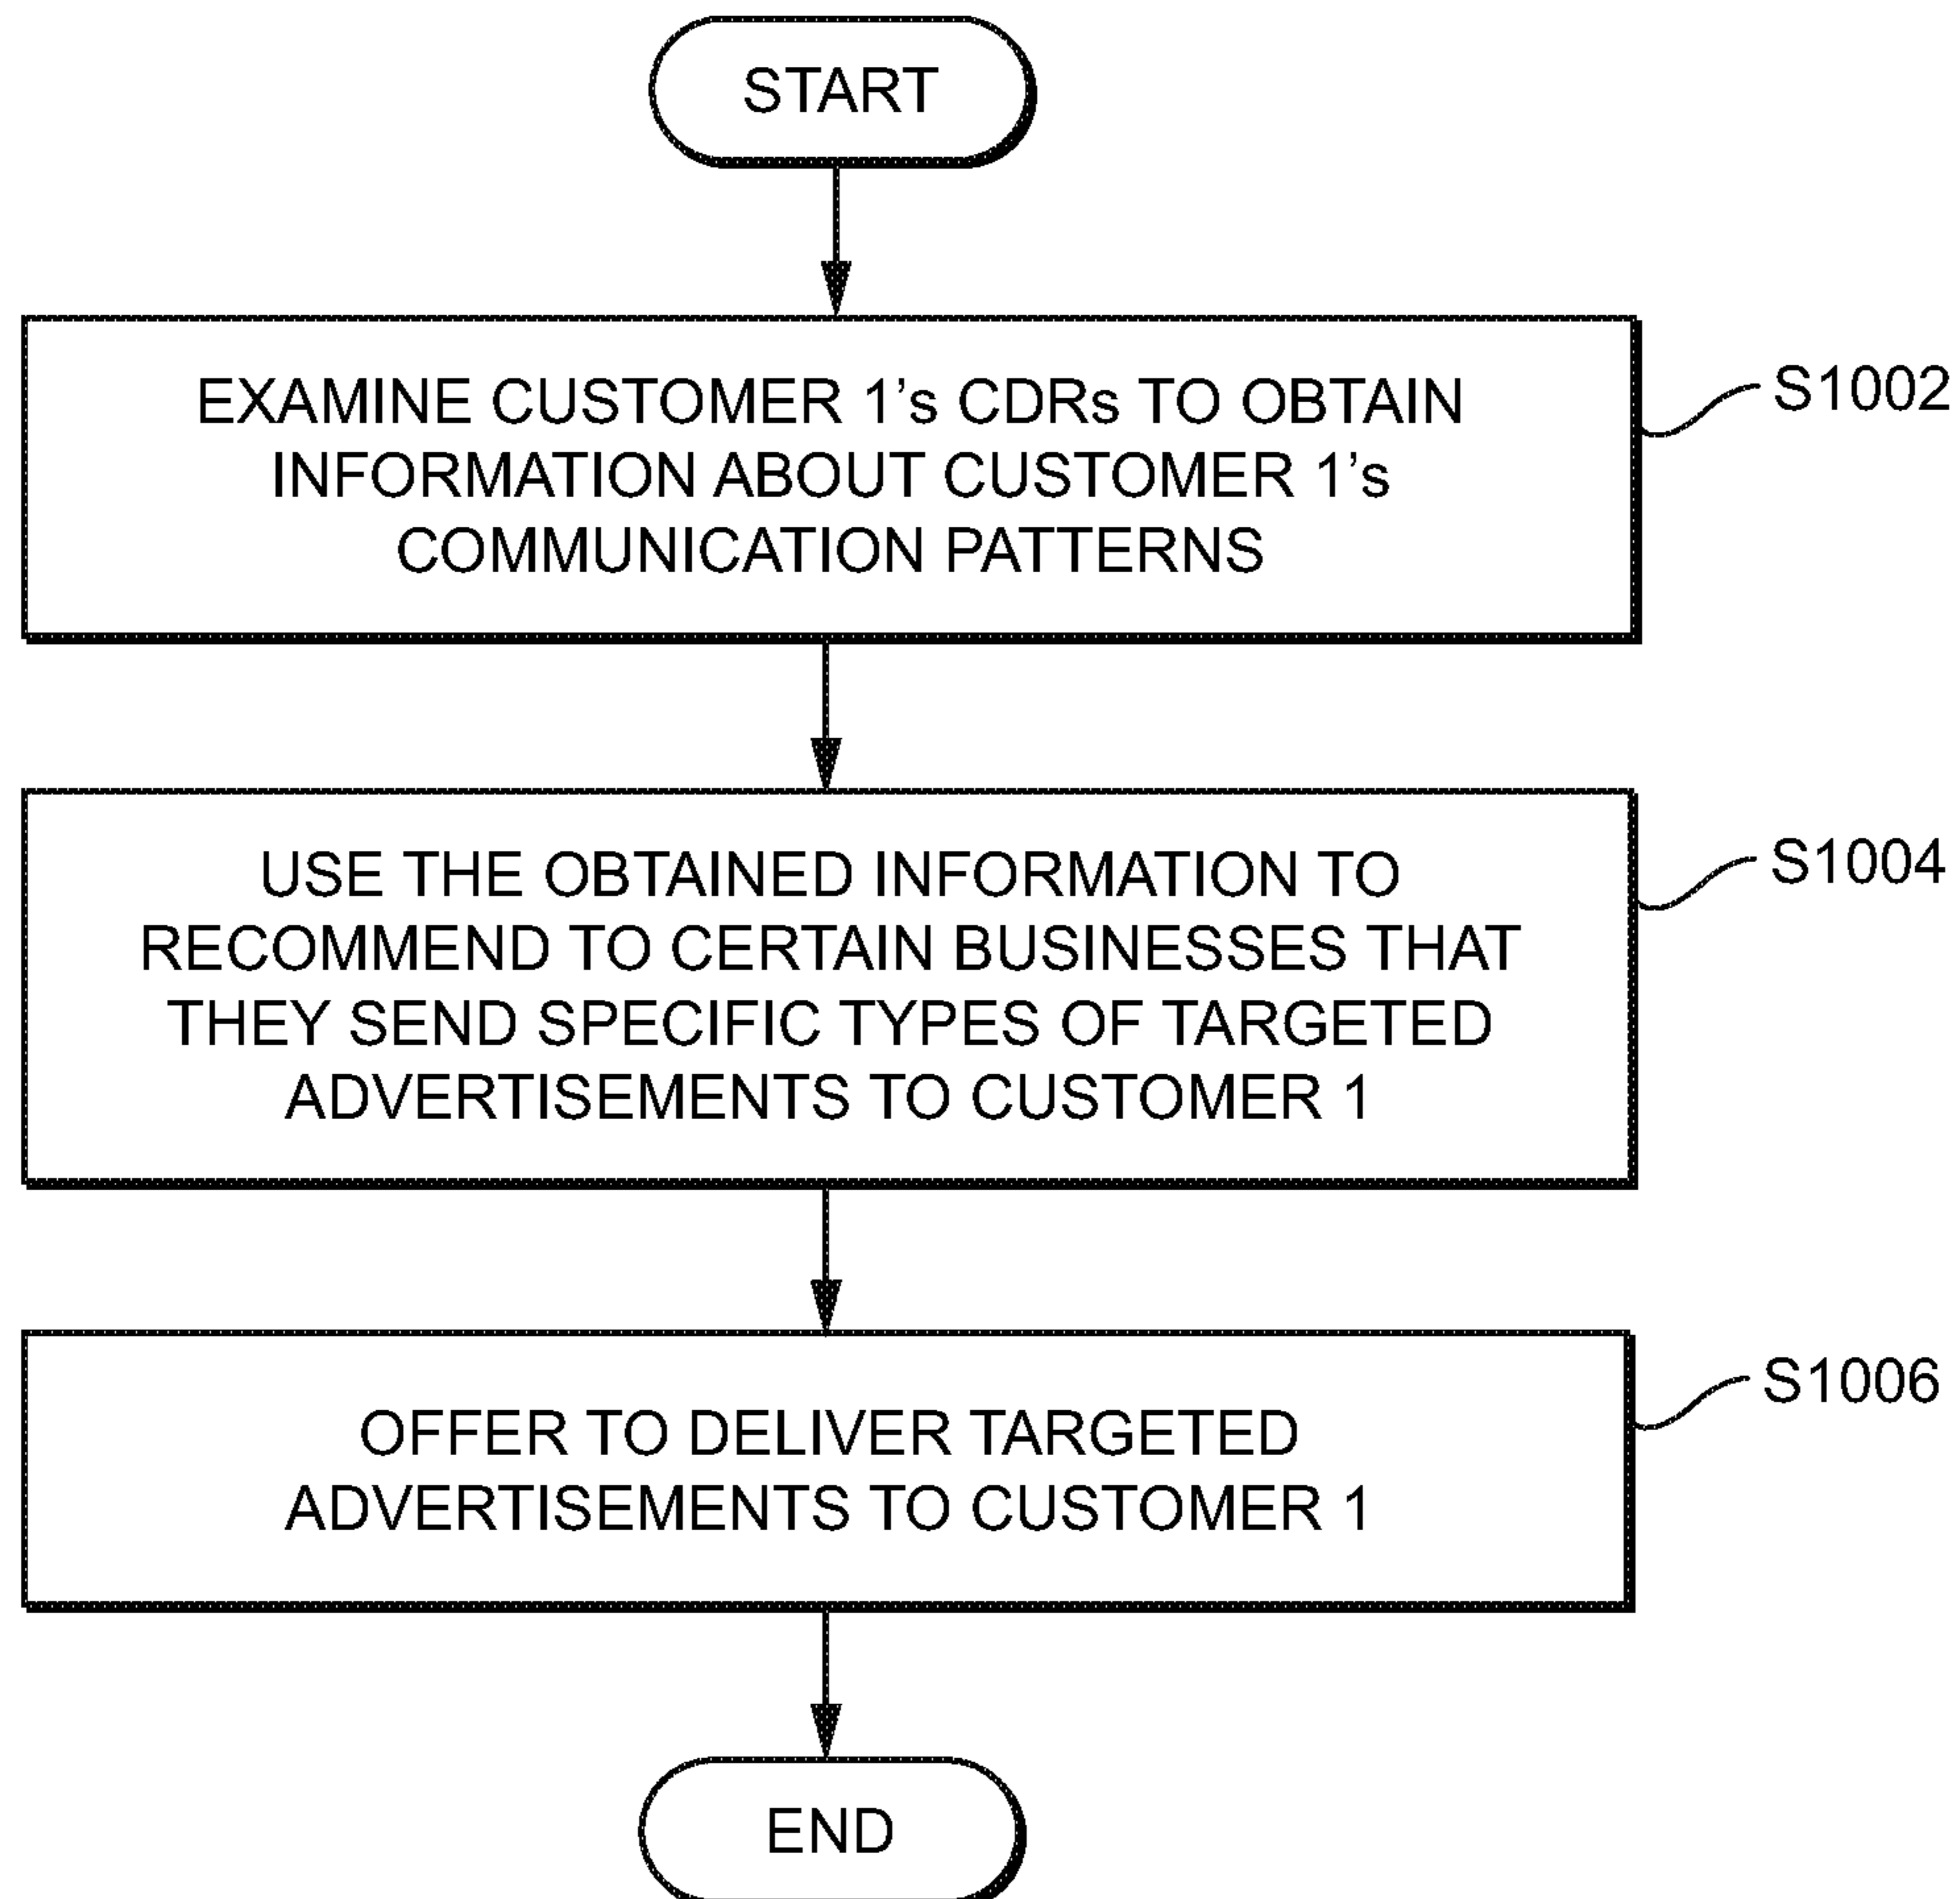 START
EXAMINE CUSTOMER 1's CDRs TO OBTAIN
INFORMATION ABOUT CUSTOMER 1's
COMMUNICATION PATTERNS
S1002
USE THE OBTAINED INFORMATION TO
RECOMMEND TO CERTAIN BUSINESSES THAT
THEY SEND SPECIFIC TYPES OF TARGETED
ADVERTISEMENTS TO CUSTOMER 1
S1004
OFFER TO DELIVER TARGETED
ADVERTISEMENTS TO CUSTOMER 1
S1006
END